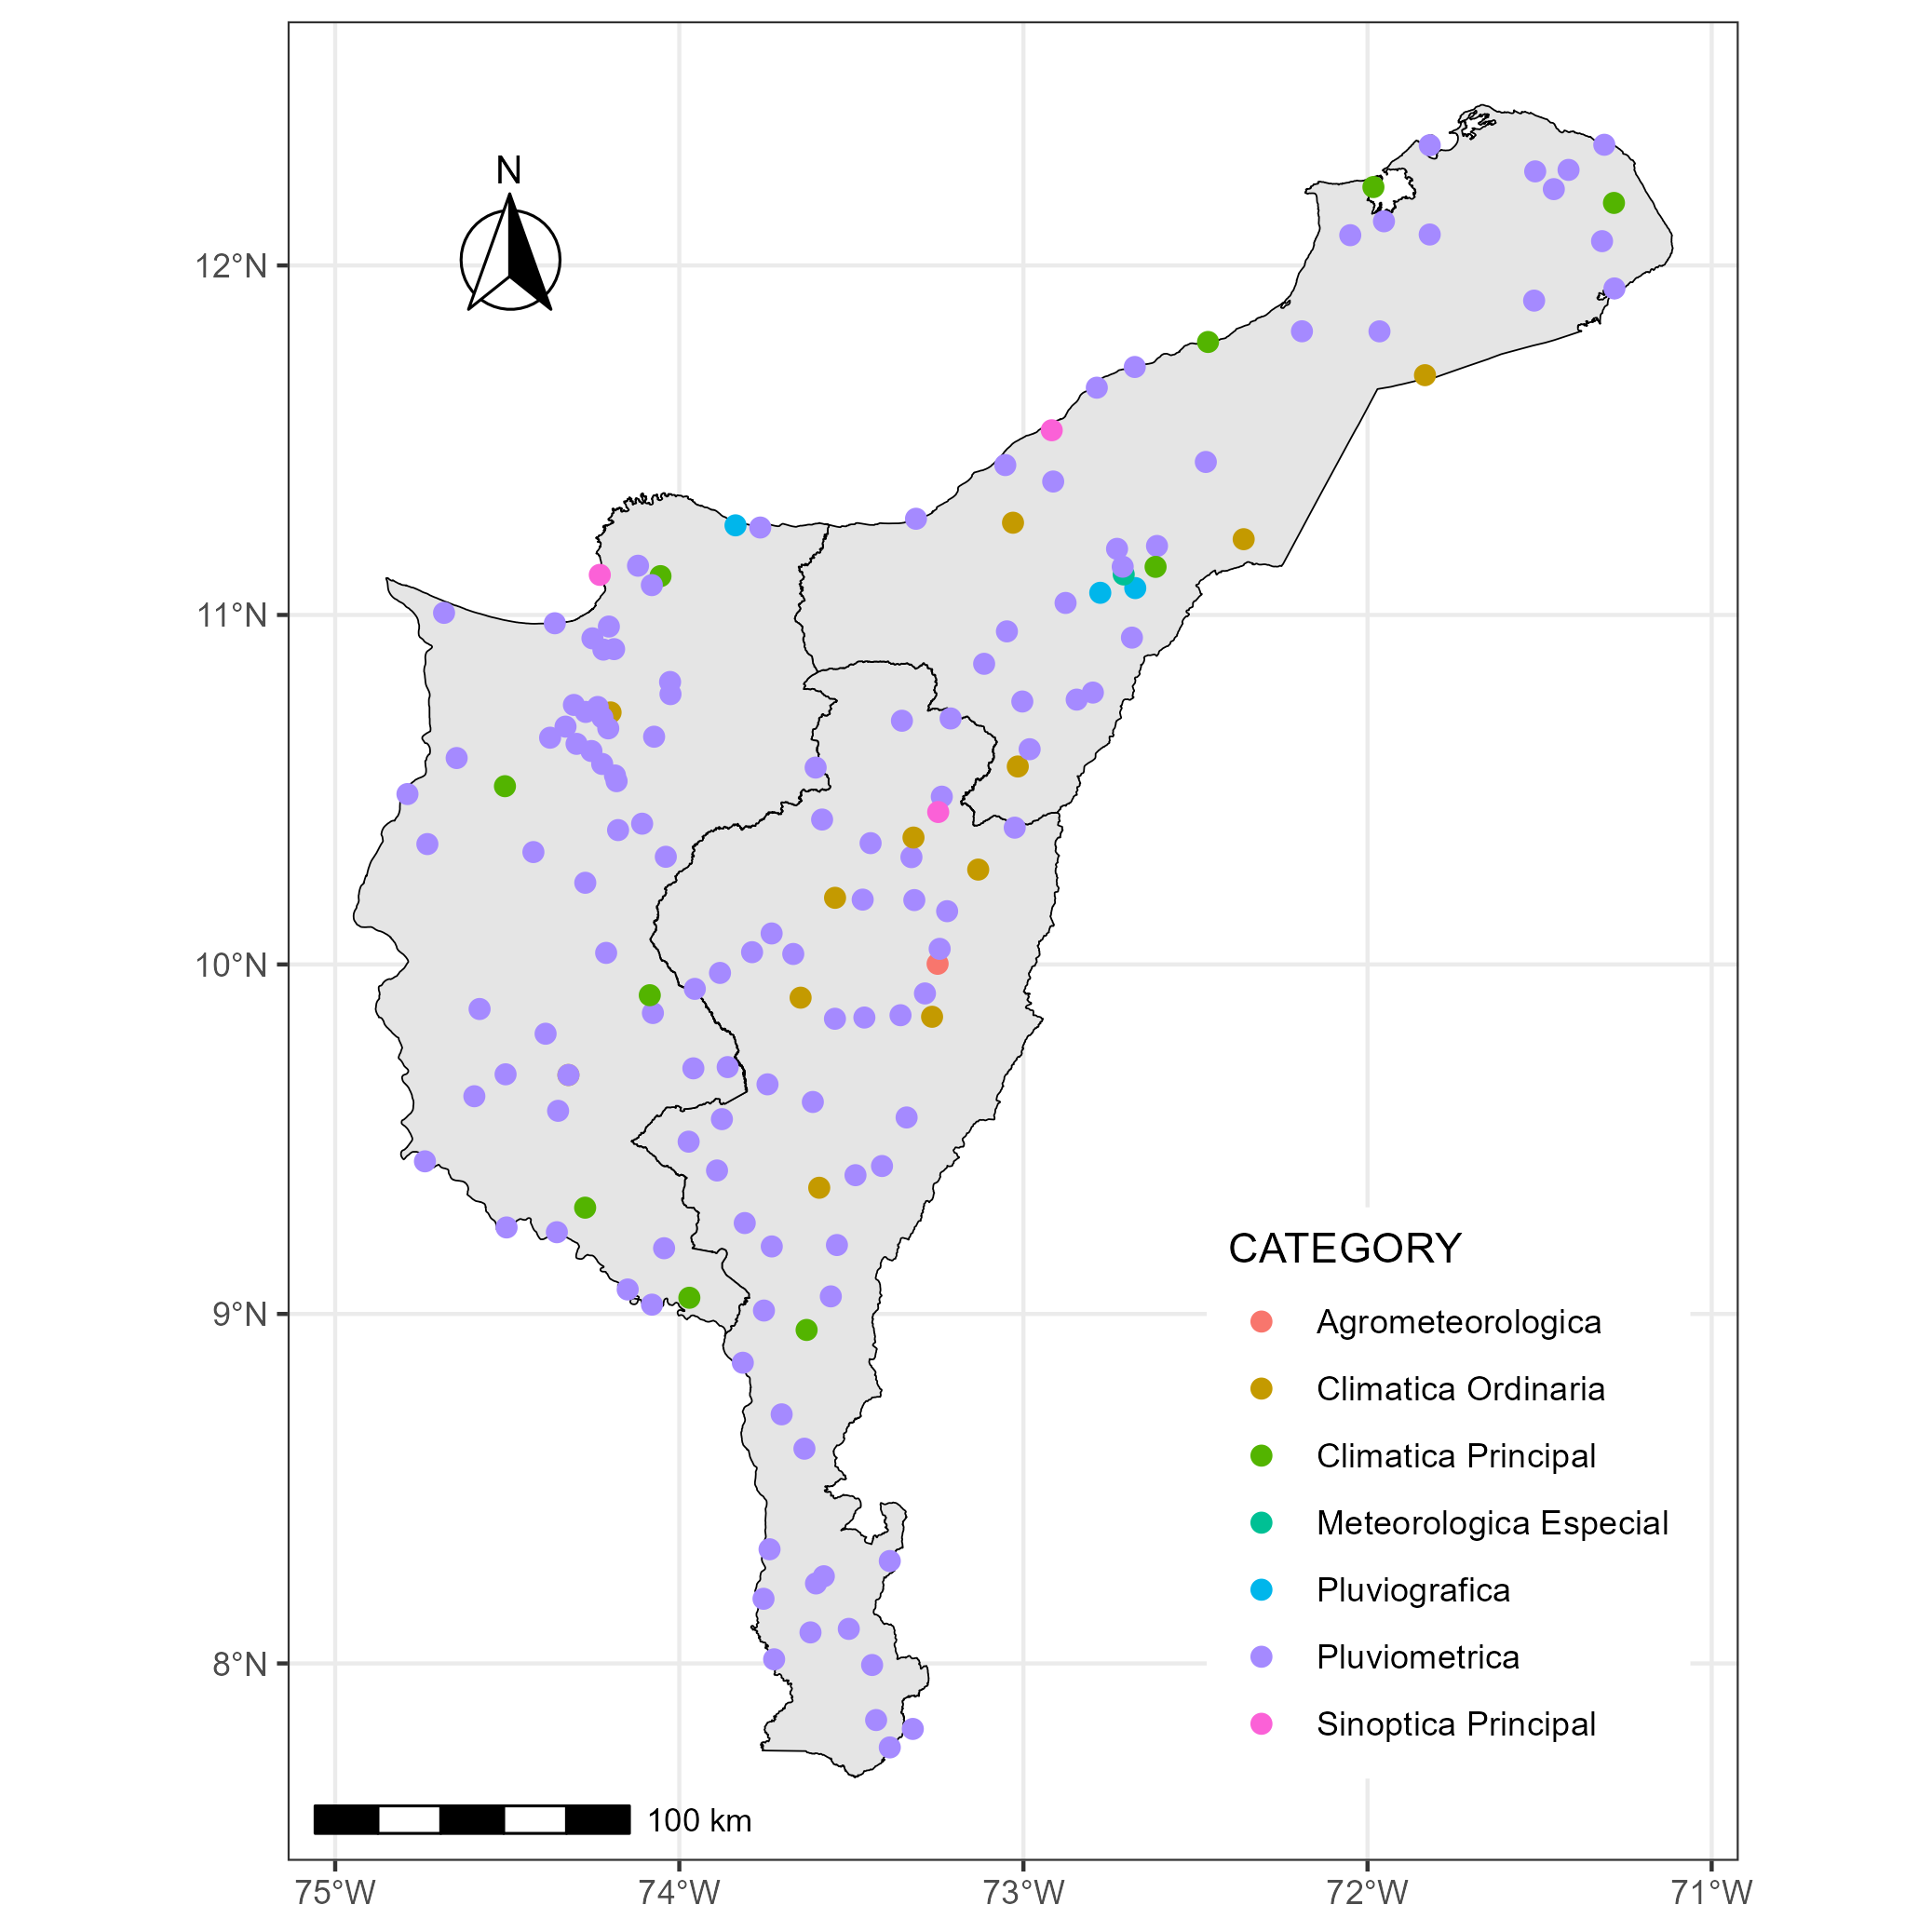 N
12°N
11°N
10°N
9°N
8°N
CATEGORY
Agrometeorologica
Climatica Ordinaria
Climatica Principal
Meteorologica Especial
Pluviografica
Pluviometrica
Sinoptica Principal
100 km
75°W
74°W
73°W
72°W
71°W